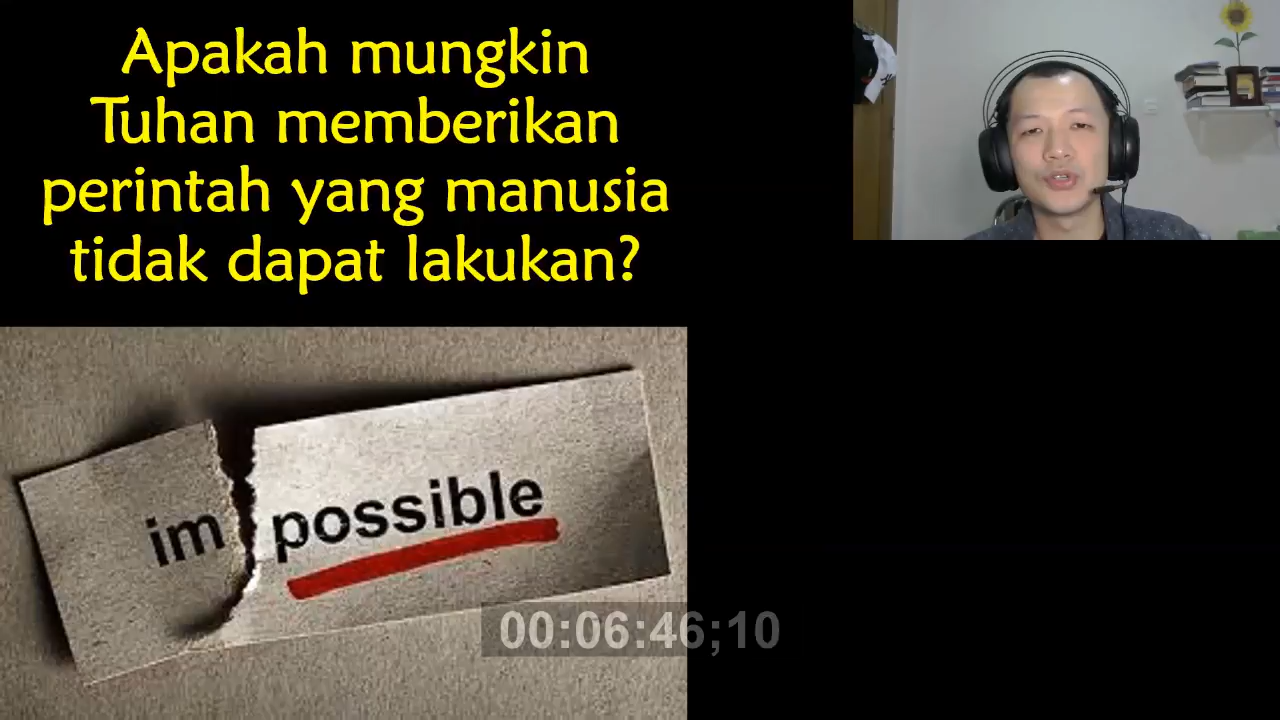 Apakah mungkin
Tuhan memberikan
perintah yang manusia
tidak dapat lakukan?
im possible
00:06:46;10